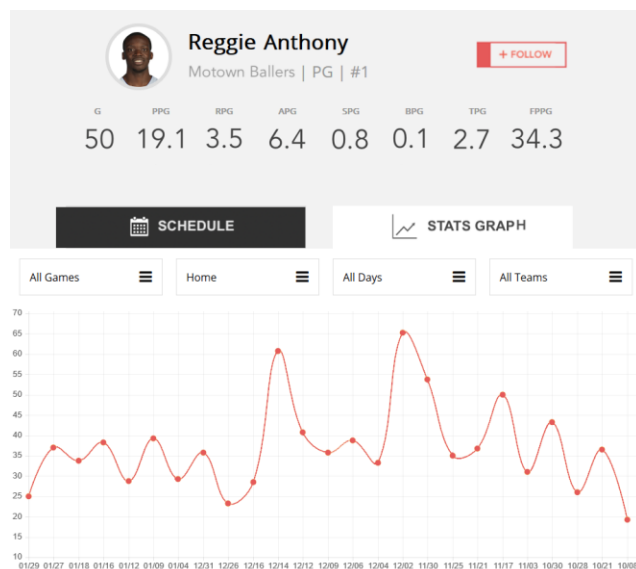 Reggie Anthony
Motown Ballers | PG | #1
+ FOLLOW
G PPG RPG APG SPG BPG TPG FPPG
50 19.1 3.5 6.4 0.8 0.1 2.7 34.3
SCHEDULE STATS GRAPH
All Games Home All Days All Teams
70
65
60
55
50
45
40
35
30
25
20
15
10
01/29 01/27 01/18 01/16 01/12 01/09 01/04 12/31 12/26 12/16 12/14 12/12 12/09 12/06 12/04 12/02 11/30 11/25 11/21 11/17 11/03 10/30 10/28 10/21 10/08